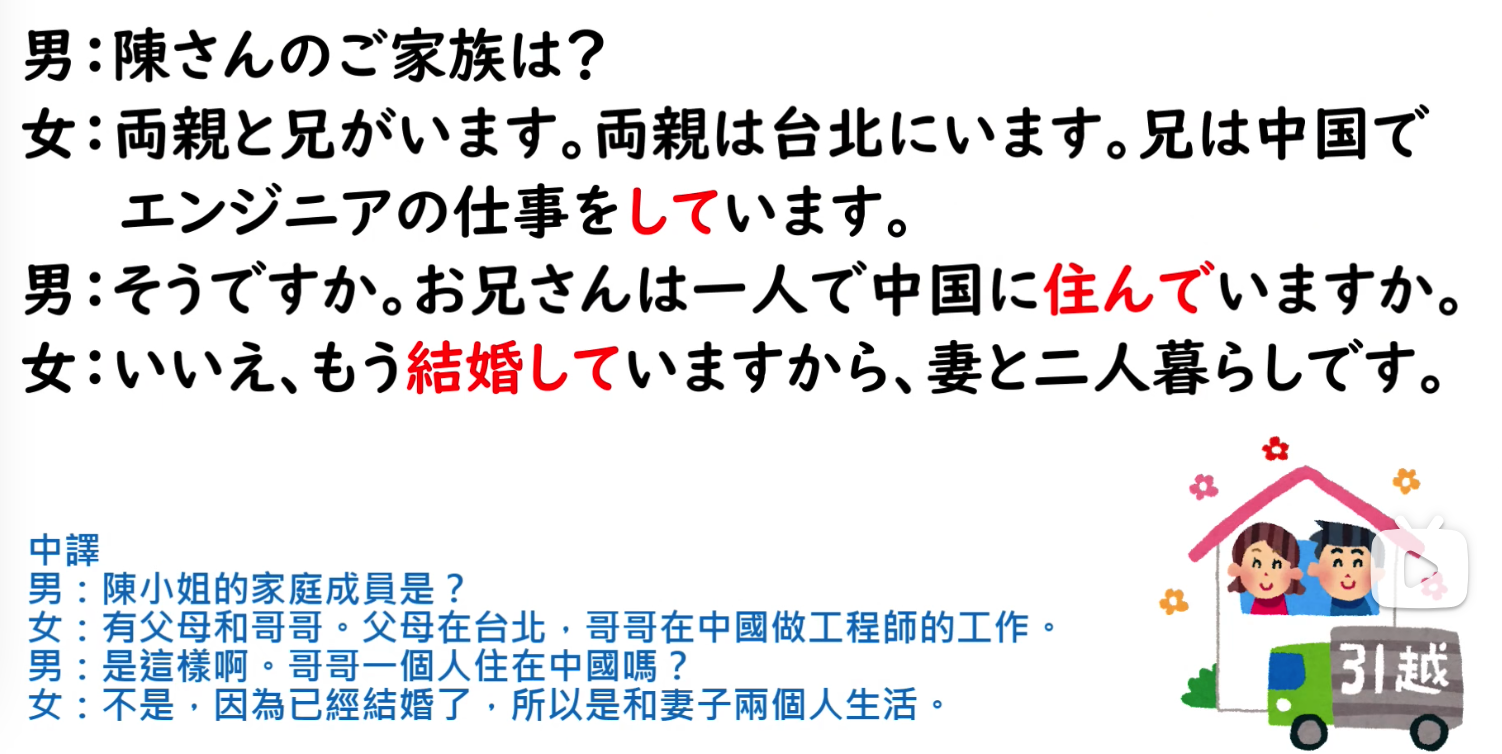 男：陳さんのご家族は？
女：両親と兄がいます。両親は台北にいます。兄は中国で
エンジニアの仕事をしています。
男：そうですか。お兄さんは一人で中国に住んでいますか。
女：いいえ、もう結婚していますから、妻と二人暮らしです。
中譯
男：陳小姐的家庭成員是？
女：有父母和哥哥。父母在台北，哥哥在中國做工程師的工作。
男：是這樣啊。哥哥一個人住在中國嗎？
女：不是，因為已經結婚了，所以是和妻子兩個人生活。
引越